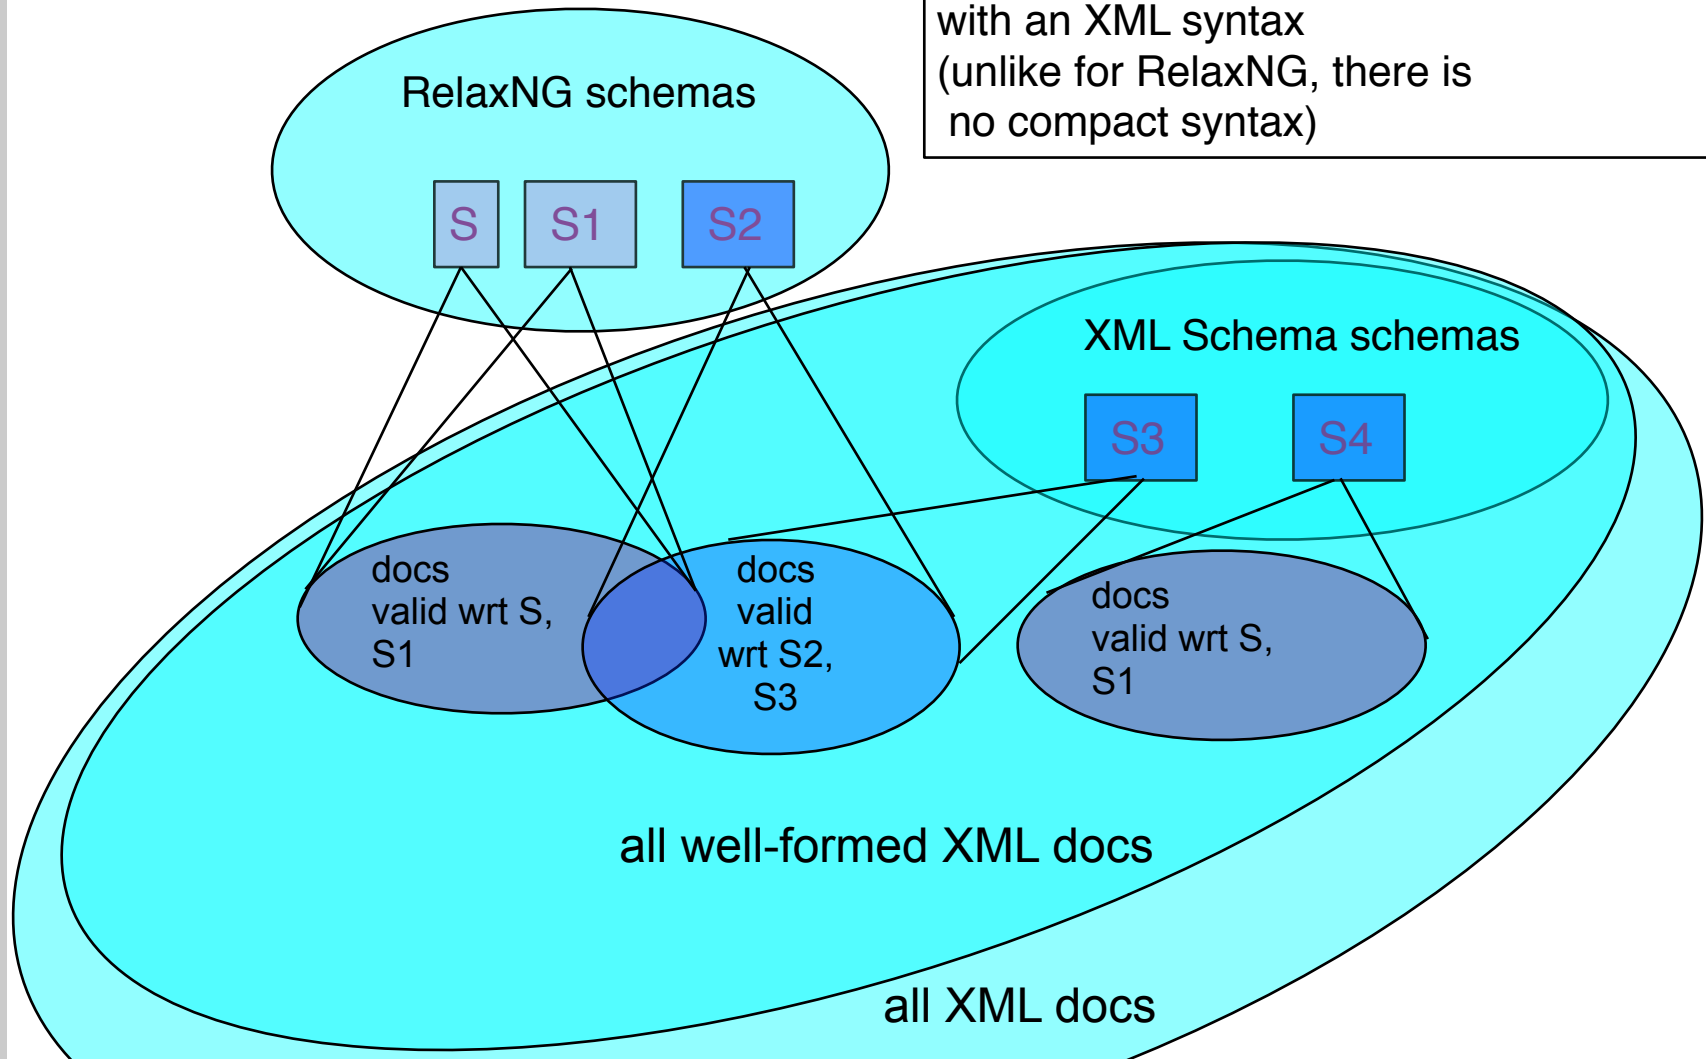 with an XML syntax
(unlike for RelaxNG, there is
no compact syntax)
RelaxNG schemas
S
S1
S2
XML Schema schemas
S3
S4
docs
valid wrt S,
S1
docs
valid
wrt S2,
S3
docs
valid wrt S,
S1
all well-formed XML docs
all XML docs